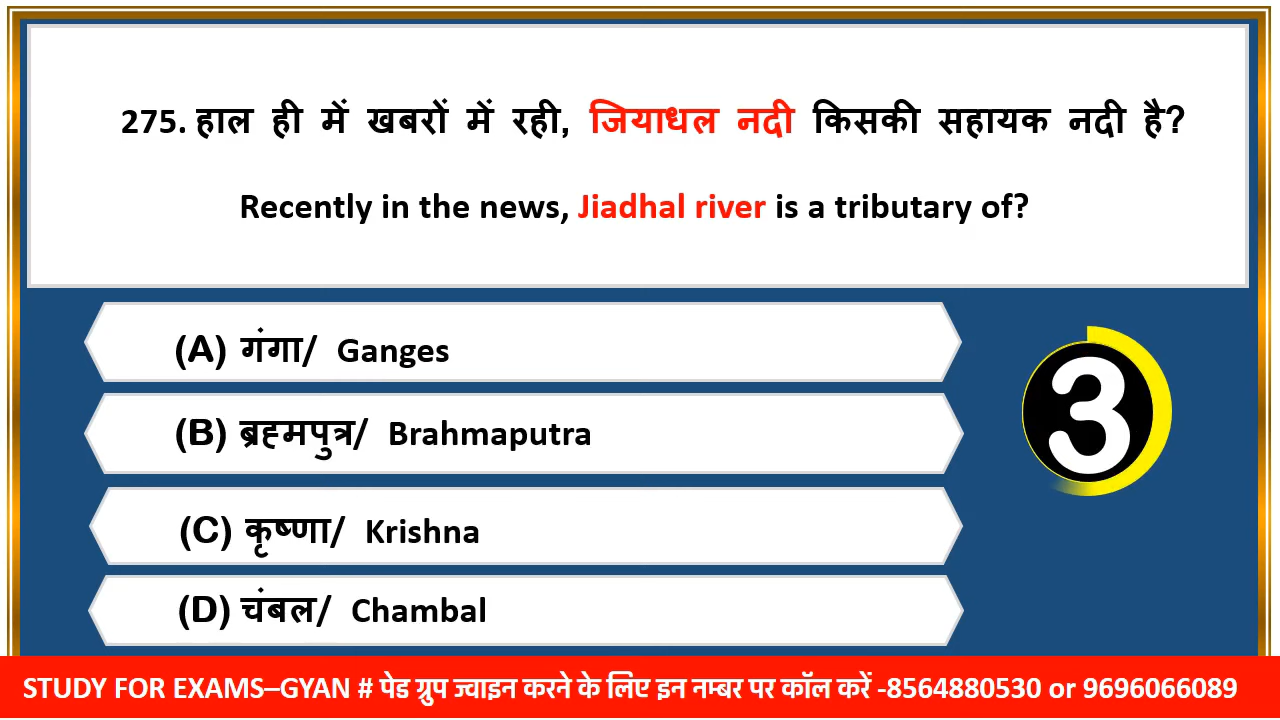 275. हाल ही में खबरों में रही, जियाधल नदी किसकी सहायक नदी है?
Recently in the news, Jiadhal river is a tributary of?
(A) गंगा/ Ganges
(B) ब्रह्मपुत्र/ Brahmaputra
3
(C) कृष्णा/ Krishna
(D) चंबल/ Chambal
STUDY FOR EXAMS–GYAN # पेड ग्रुप ज्वाइन करने के लिए इन नम्बर पर कॉल करें -8564880530 or 9696066089